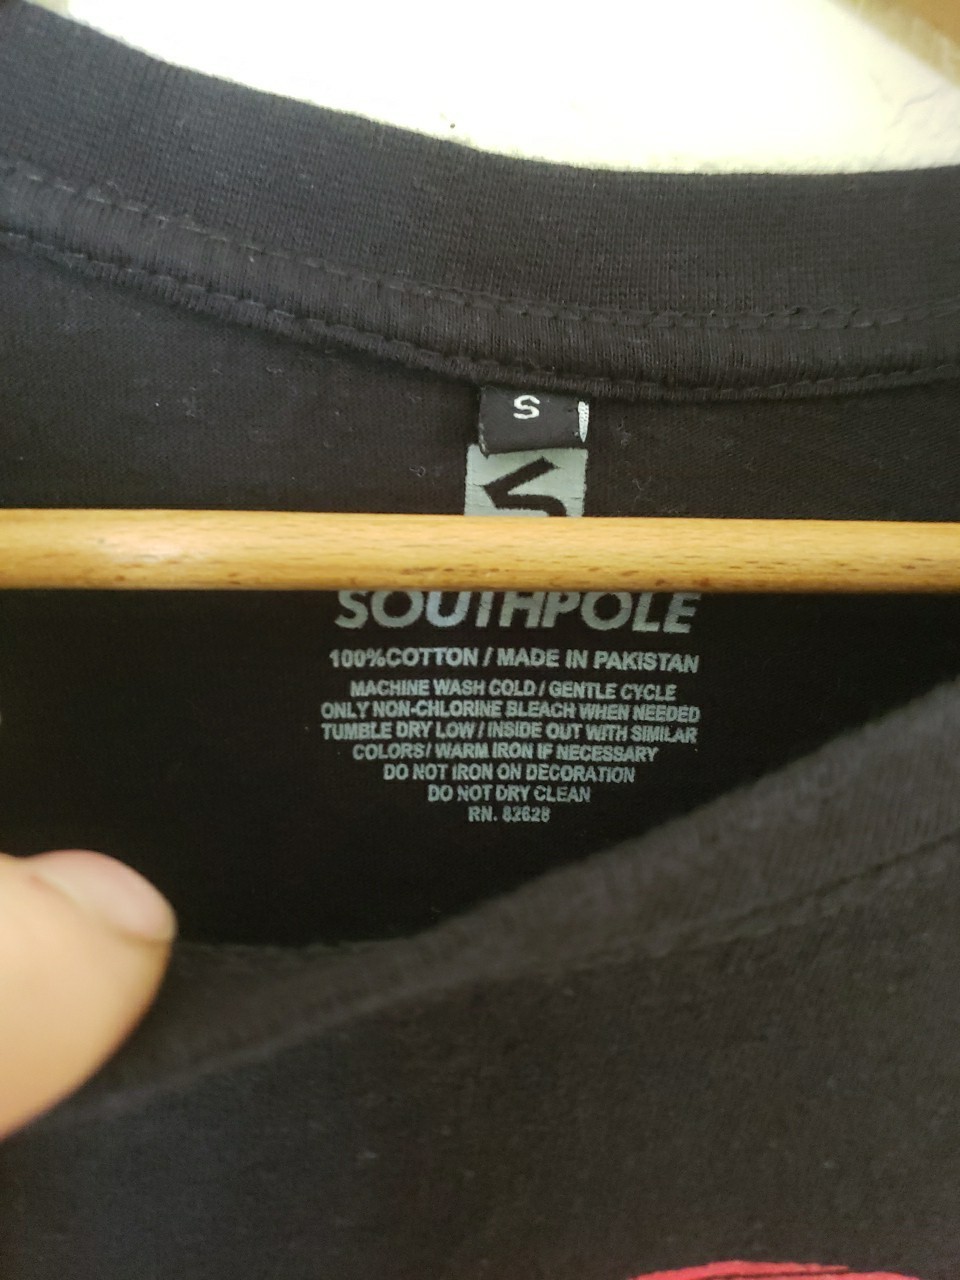 S
SOUTHPOLE
100%COTTON / MADE IN PAKISTAN
MACHINE WASH COLD / GENTLE CYCLE
ONLY NON-CHLORINE BLEACH WHEN NEEDED
TUMBLE DRY LOW / INSIDE OUT WITH SIMILAR
COLORS/ WARM IRON IF NECESSARY
DO NOT IRON ON DECORATION
DO NOT DRY CLEAN
RN. 82628